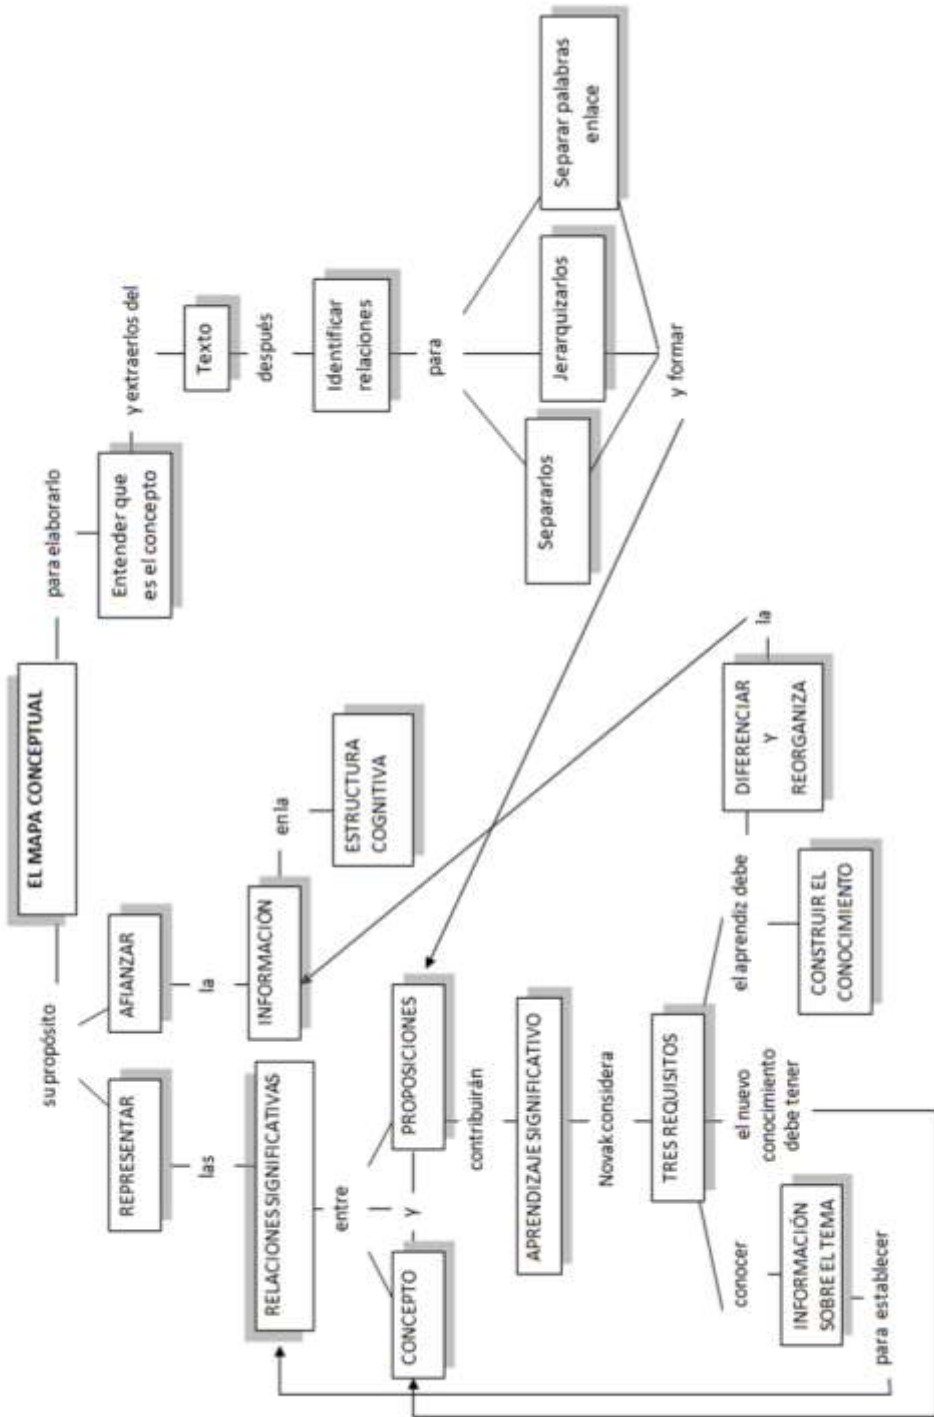 EL MAPA CONCEPTUAL
su propósito
para elaborarlo
REPRESENTAR
AFIANZAR
Entender que
es el concepto
y extraerlos del
las
la
Texto
RELACIONES SIGNIFICATIVAS
INFORMACIÓN
en la
después
entre
ESTRUCTURA
COGNITIVA
Identificar
relaciones
CONCEPTO
y
PROPOSICIONES
para
contribuirán
APRENDIZAJE SIGNIFICATIVO
Separarlos
Jerarquizarlos
Separar palabras
enlace
Novak considera
TRES REQUISITOS
y formar
conocer
el nuevo
conocimiento
debe tener
el aprendiz debe
DIFERENCIAR
Y
REORGANIZA
la
INFORMACIÓN
SOBRE EL TEMA
CONSTRUIR EL
CONOCIMIENTO
para establecer